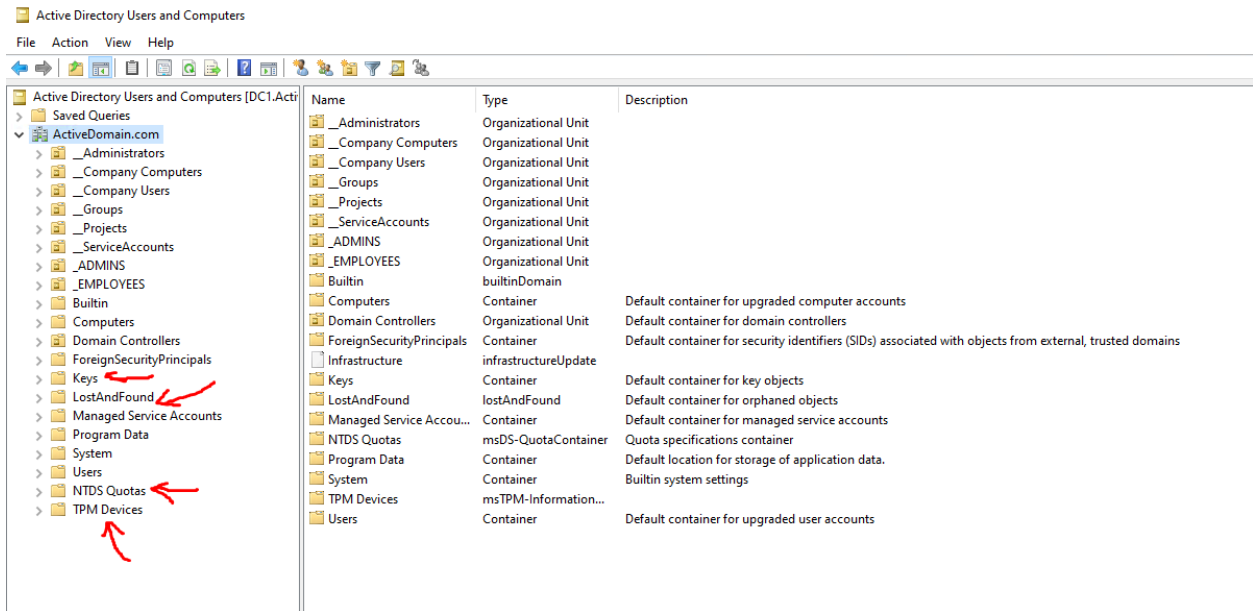 Active Directory Users and Computers
File Action View Help
Active Directory Users and Computers [DC1.Acti
Saved Queries
ActiveDomain.com
__Administrators
__Company Computers
__Company Users
__Groups
__Projects
__ServiceAccounts
_ADMINS
_EMPLOYEES
Builtin
Computers
Domain Controllers
ForeignSecurityPrincipals
Keys
LostAndFound
Managed Service Accounts
Program Data
System
Users
NTDS Quotas
TPM Devices
Name Type Description
__Administrators Organizational Unit
__Company Computers Organizational Unit
__Company Users Organizational Unit
__Groups Organizational Unit
__Projects Organizational Unit
__ServiceAccounts Organizational Unit
_ADMINS Organizational Unit
_EMPLOYEES Organizational Unit
Builtin builtinDomain
Computers Container Default container for upgraded computer accounts
Domain Controllers Organizational Unit Default container for domain controllers
ForeignSecurityPrincipals Container Default container for security identifiers (SIDs) associated with objects from external, trusted domains
Infrastructure infrastructureUpdate
Keys Container Default container for key objects
LostAndFound lostAndFound Default container for orphaned objects
Managed Service Accou... Container Default container for managed service accounts
NTDS Quotas msDS-QuotaContainer Quota specifications container
Program Data Container Default location for storage of application data.
System Container Builtin system settings
TPM Devices msTPM-Information...
Users Container Default container for upgraded user accounts